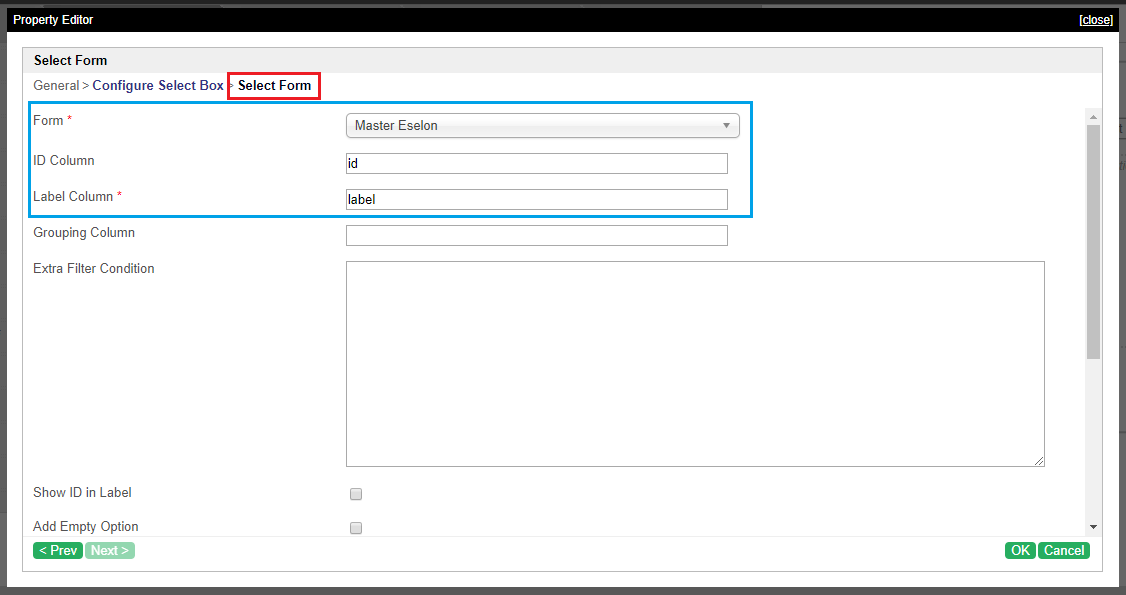 Property Editor [close]
Select Form
General > Configure Select Box > Select Form
Form *
Master Eselon
ID Column
id
Label Column *
label
Grouping Column
Extra Filter Condition
Show ID in Label
Add Empty Option
< Prev Next > OK Cancel